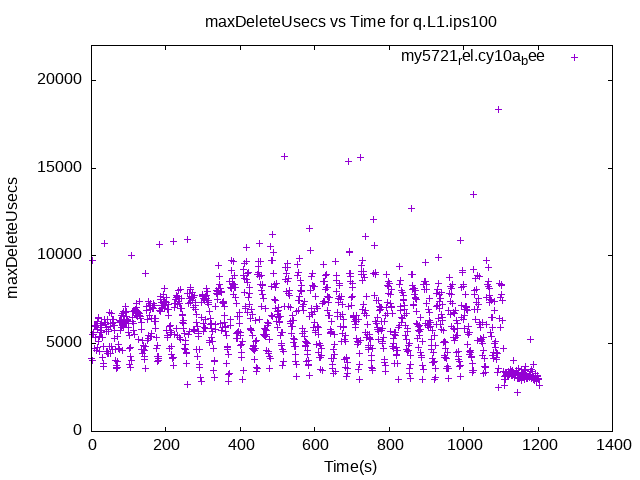 maxDeleteUsecs vs Time for q.L1.ips100
my5721rel.cy10abee
20000
15000
10000
5000
0
maxDeleteUsecs
0 200 400 600 800 1000 1200 1400
Time(s)